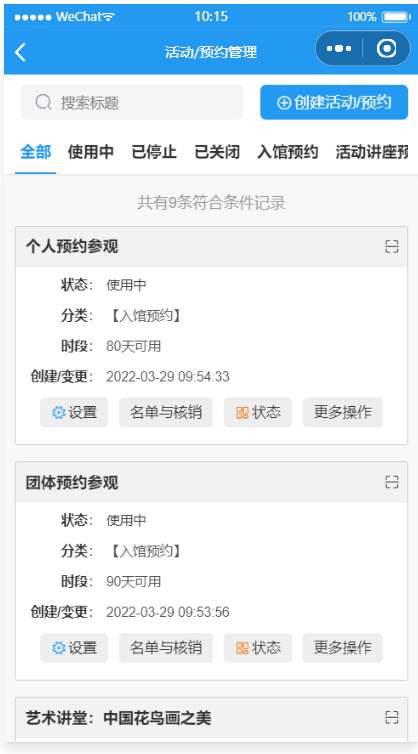 WeChat 10:15 100%
活动/预约管理
搜索标题 创建活动/预约
全部 使用中 已停止 已关闭 入馆预约 活动讲座预
共有9条符合条件记录
个人预约参观
状态： 使用中
分类： 【入馆预约】
时段： 80天可用
创建/变更： 2022-03-29 09:54:33
设置 名单与核销 状态 更多操作
团体预约参观
状态： 使用中
分类： 【入馆预约】
时段： 90天可用
创建/变更： 2022-03-29 09:53:56
设置 名单与核销 状态 更多操作
艺术讲堂：中国花鸟画之美